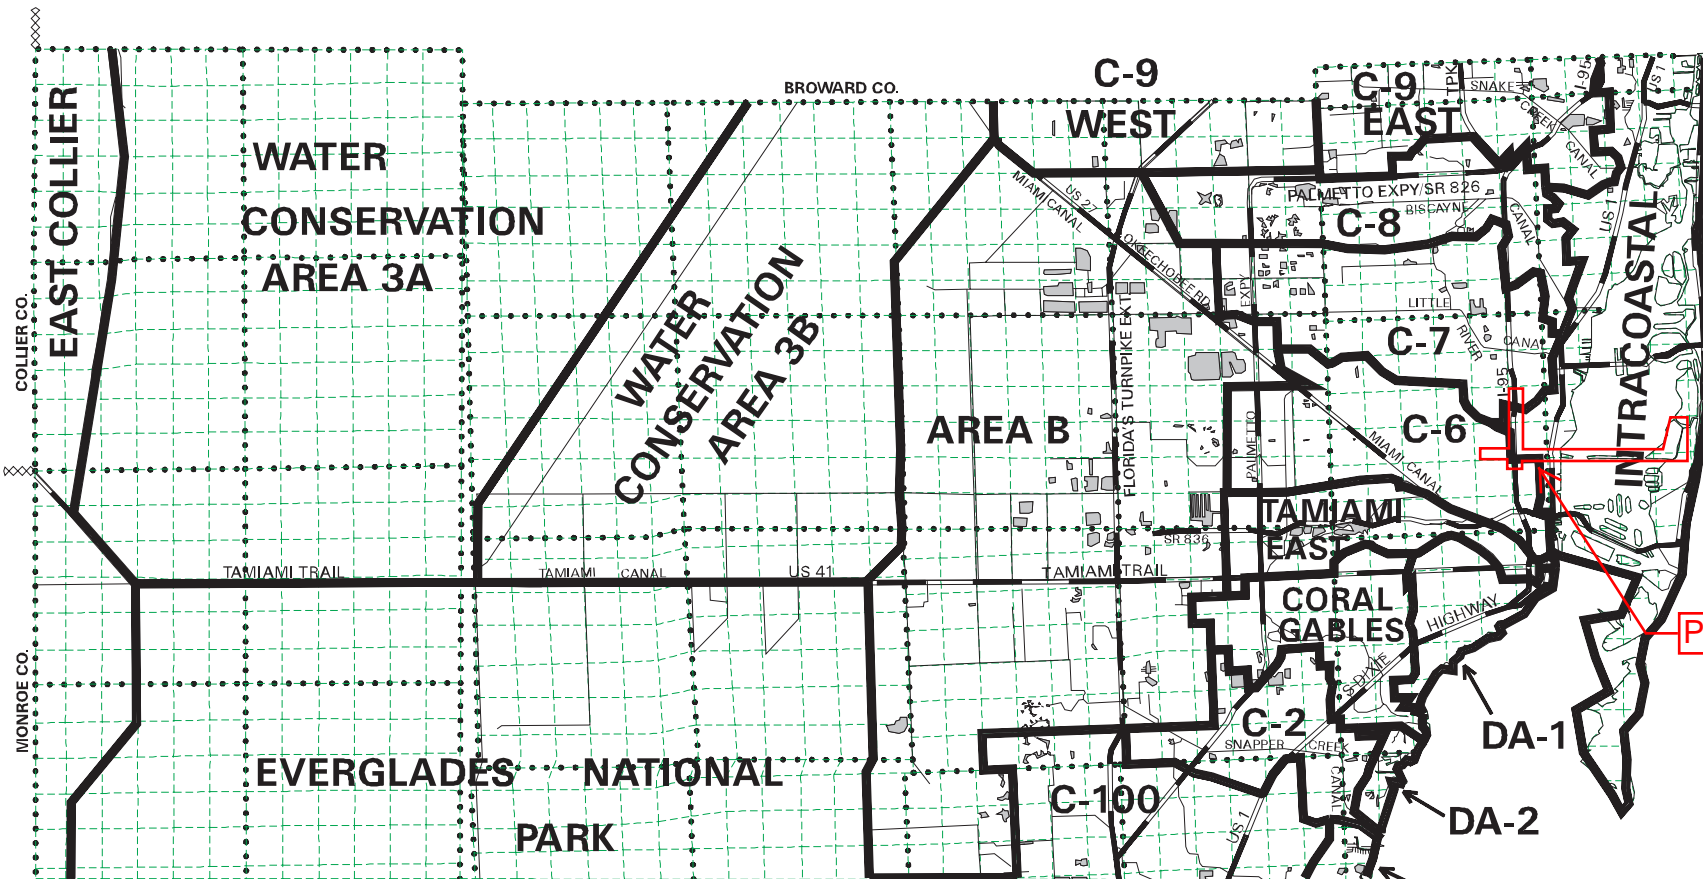 C-9
WEST
BROWARD CO.
C-9
EAST
TPK
SNAKE
CREEK
CANAL
I-95
US 1
EAST COLLIER
WATER
CONSERVATION
AREA 3A
WATER
CONSERVATION
AREA 3B
MIAMI CANAL
US 27
OKEECHOBEE RD
PALMETTO EXPY/SR 826
BISCAYNE
CANAL
C-8
US 1
INTRACOASTAL
COLLIER CO.
EXPY
LITTLE
RIVER
CANAL
C-7
FLORIDA'S TURNPIKE EXT
I-95
AREA B
PALMETTO
C-6
MIAMI CANAL
TAMIAMI
EAST
SR 836
TAMIAMI TRAIL
TAMIAMI CANAL
US 41
TAMIAMI TRAIL
CORAL
GABLES
S DIXIE
HIGHWAY
P
MONROE CO.
C-2
SNAPPER CREEK
CANAL
DA-1
EVERGLADES NATIONAL
PARK
C-100
US 1
DA-2